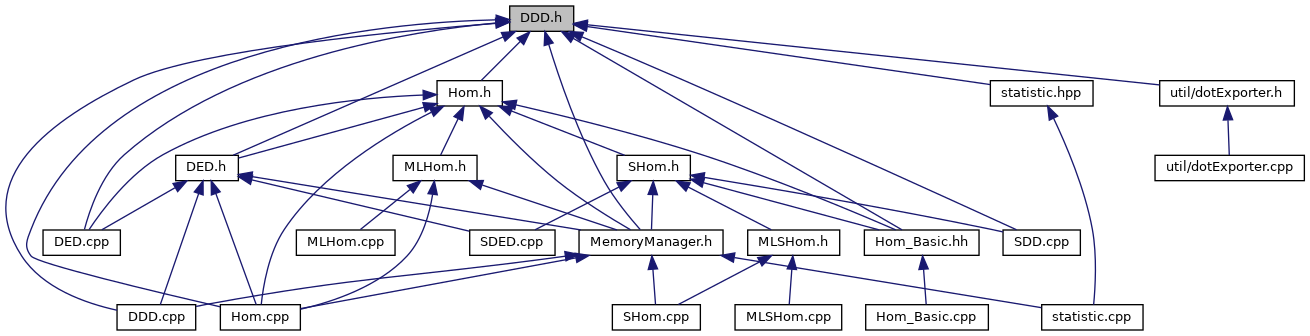 DDD.h
Hom.h
statistic.hpp
util/dotExporter.h
DED.h
MLHom.h
SHom.h
util/dotExporter.cpp
DED.cpp
MLHom.cpp
SDED.cpp
MemoryManager.h
MLSHom.h
Hom_Basic.hh
SDD.cpp
DDD.cpp
Hom.cpp
SHom.cpp
MLSHom.cpp
Hom_Basic.cpp
statistic.cpp